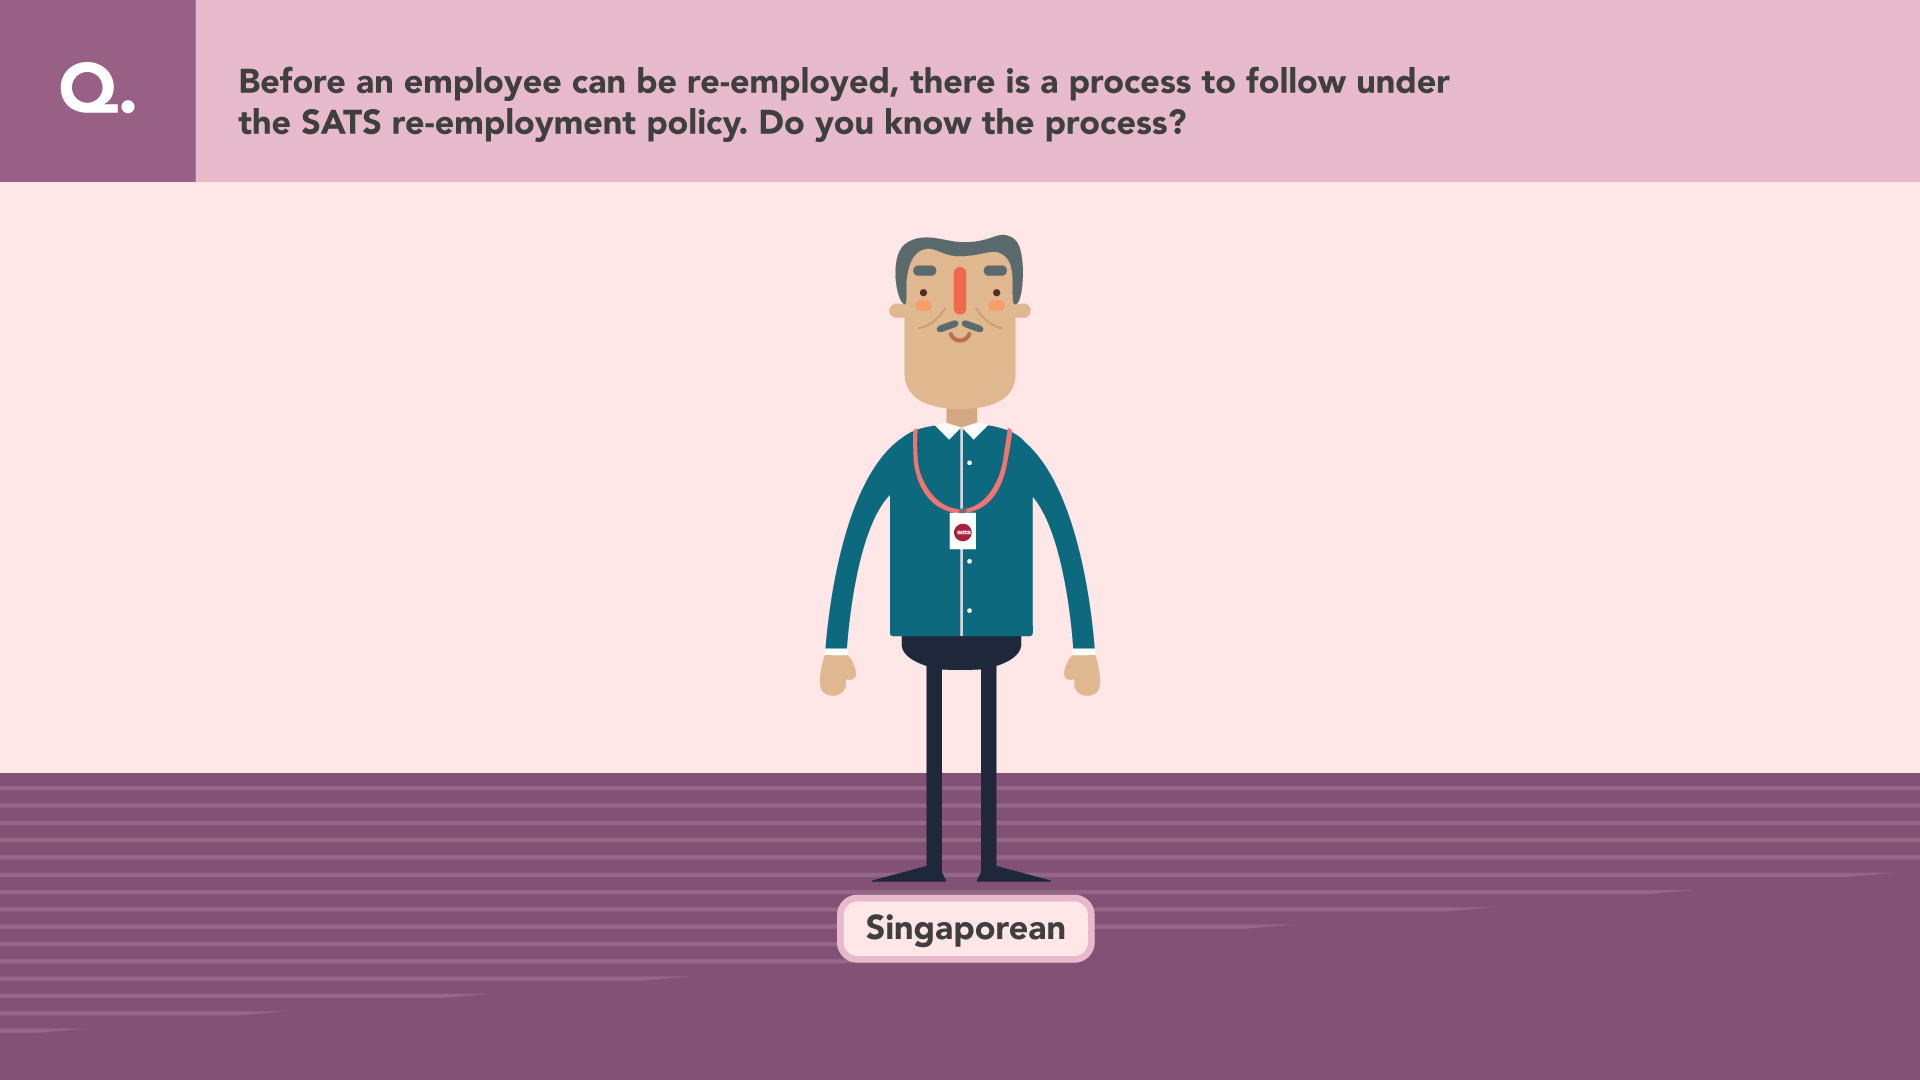 Q.
Before an employee can be re-employed, there is a process to follow under
the SATS re-employment policy. Do you know the process?
sats
Singaporean